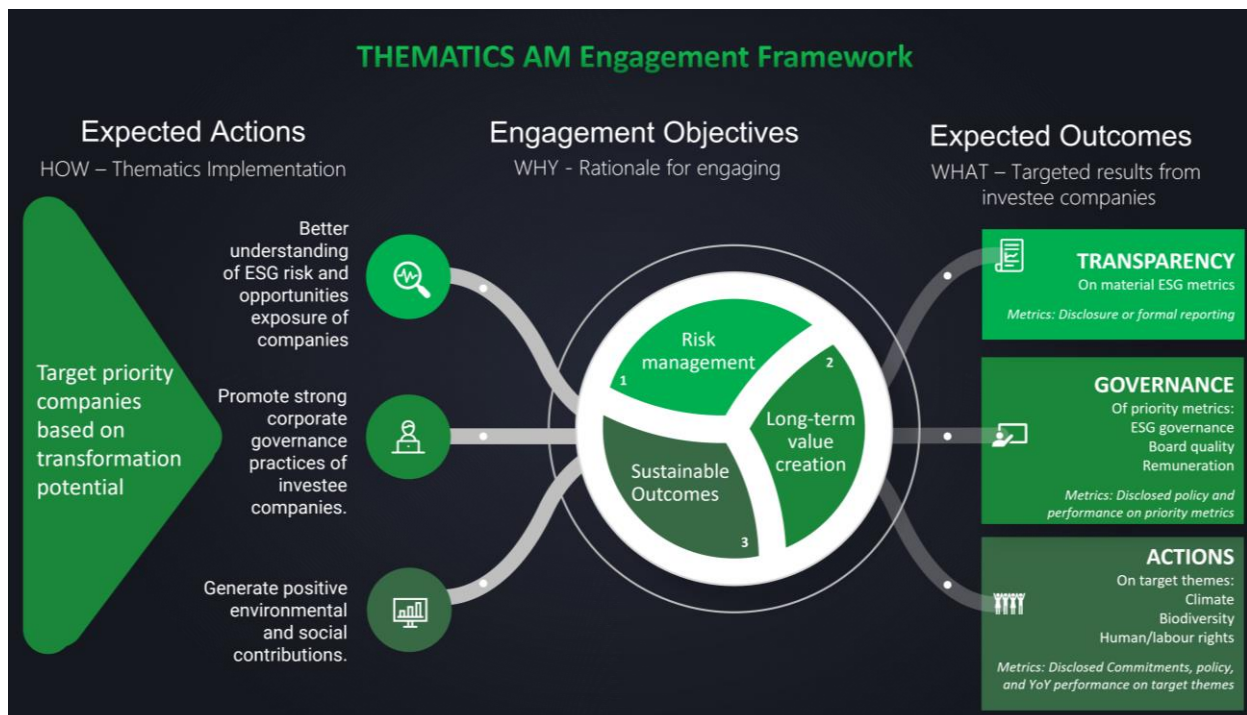 THEMATICS AM Engagement Framework
Expected Actions
HOW – Thematics Implementation
Target priority
companies
based on
transformation
potential
Better
understanding
of ESG risk and
opportunities
exposure of
companies
Promote strong
corporate
governance
practices of
investee
companies.
Generate positive
environmental
and social
contributions.
Engagement Objectives
WHY - Rationale for engaging
Risk
management
1
2
Long-term
value
creation
Sustainable
Outcomes
3
Expected Outcomes
WHAT – Targeted results from
investee companies
TRANSPARENCY
On material ESG metrics
Metrics: Disclosure or formal reporting
GOVERNANCE
Of priority metrics:
ESG governance
Board quality
Remuneration
Metrics: Disclosed policy and
performance on priority metrics
ACTIONS
On target themes:
Climate
Biodiversity
Human/labour rights
Metrics: Disclosed Commitments, policy,
and YoY performance on target themes